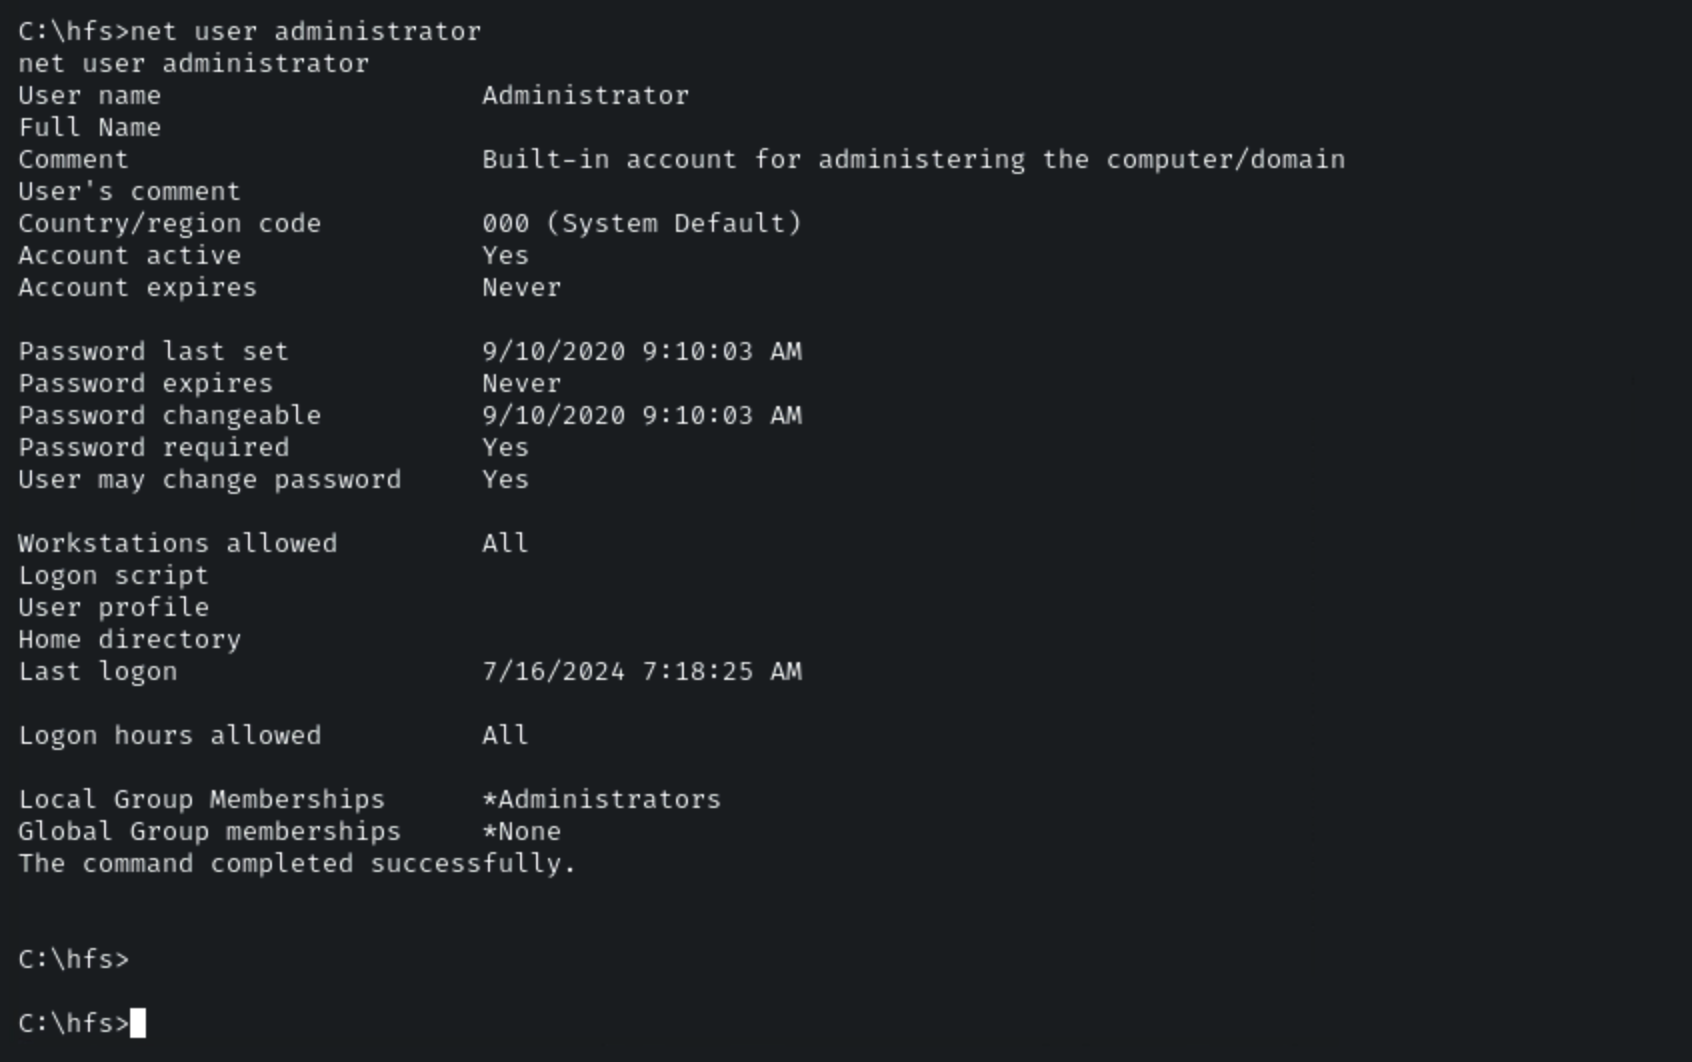 C:\hfs>net user administrator
net user administrator
User name                    Administrator
Full Name
Comment                      Built-in account for administering the computer/domain
User's comment
Country/region code          000 (System Default)
Account active               Yes
Account expires              Never

Password last set            9/10/2020 9:10:03 AM
Password expires             Never
Password changeable          9/10/2020 9:10:03 AM
Password required            Yes
User may change password     Yes

Workstations allowed         All
Logon script
User profile
Home directory
Last logon                   7/16/2024 7:18:25 AM

Logon hours allowed          All

Local Group Memberships      *Administrators
Global Group memberships     *None
The command completed successfully.


C:\hfs>

C:\hfs>